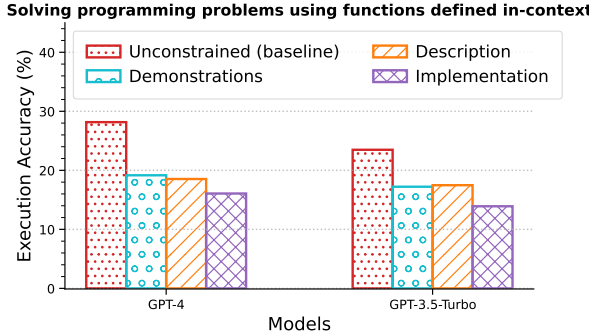 Solving programming problems using functions defined in-context
Execution Accuracy (%)
40
30
20
10
0
Unconstrained (baseline)
Demonstrations
Description
Implementation
GPT-4
GPT-3.5-Turbo
Models